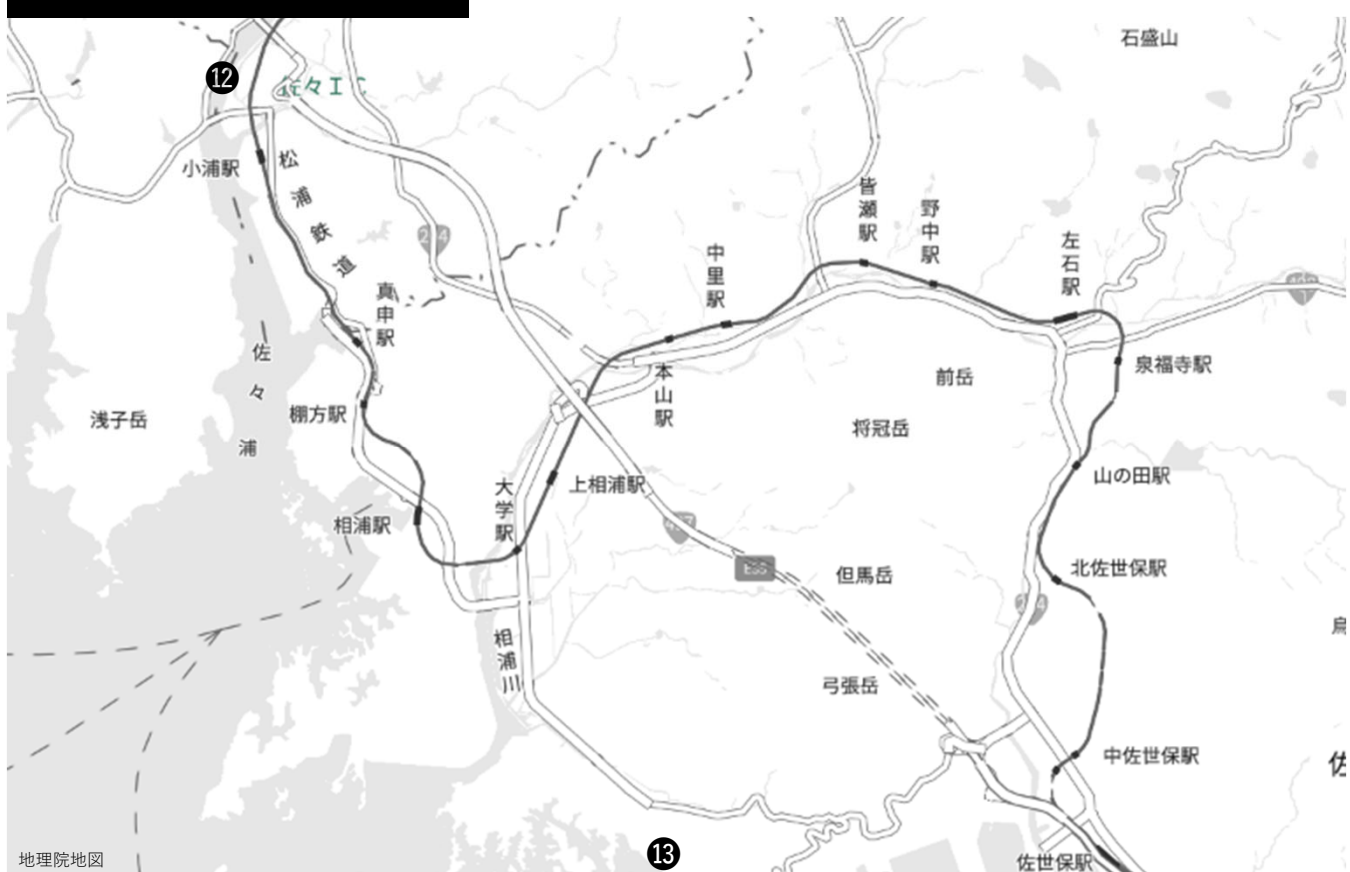 石盛山
⓬
佐々IC
小浦駅
松浦鉄道
皆瀬駅
野中駅
左石駅
中里駅
真申駅
佐々浦
本山駅
泉福寺駅
前岳
浅子岳
棚方駅
将冠岳
山の田駅
上相浦駅
大学駅
相浦駅
北佐世保駅
但馬岳
相浦川
弓張岳
中佐世保駅
佐
⓭
地理院地図
佐世保駅